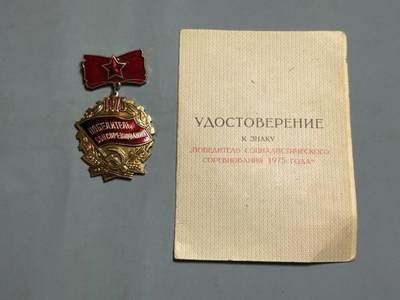 1975
ПОБЕДИТЕЛЬ
СОЦСОРЕВНОВАНИЯ
УДОСТОВЕРЕНИЕ
К ЗНАКУ
„ПОБЕДИТЕЛЬ СОЦИАЛИСТИЧЕСКОГО
СОРЕВНОВАНИЯ 1975 ГОДА“